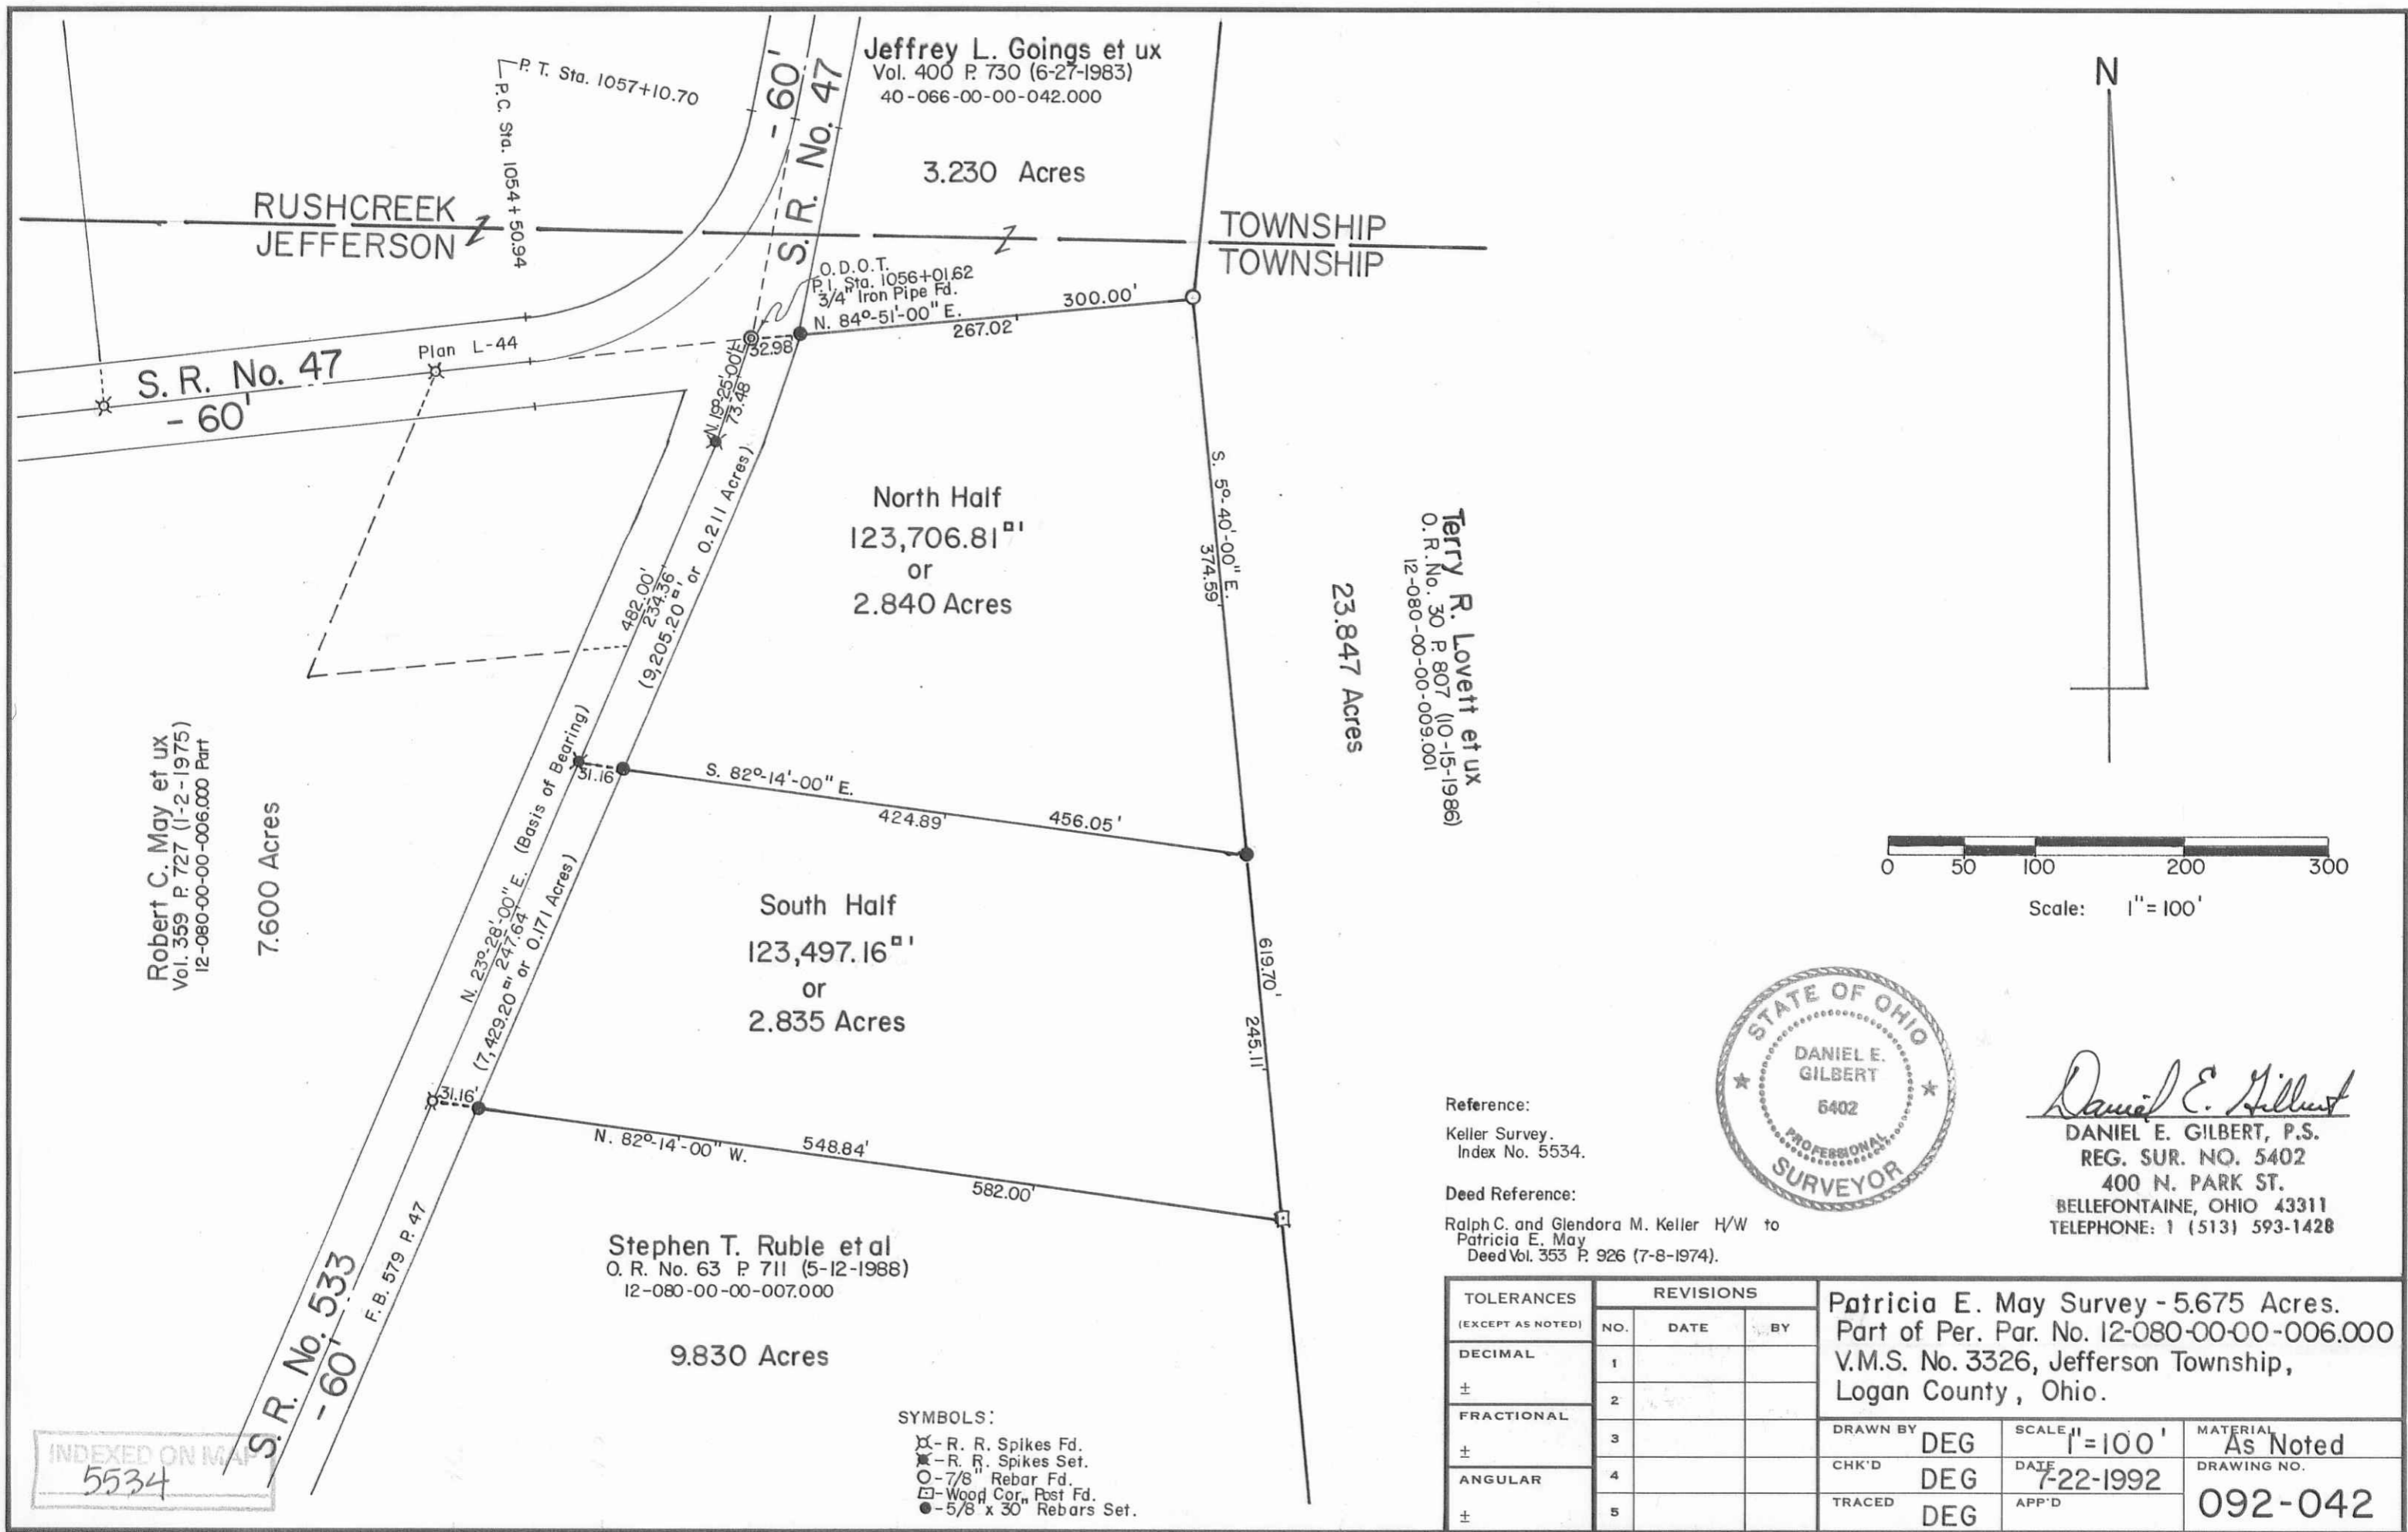 Jeffrey L. Goings et ux
Vol. 400 P. 730 (6-27-1983)
40-066-00-00-042.000
3.230 Acres
P. T. Sta. 1057+10.70
P.C. Sta. 1054+50.94
- 60'
S. R. No. 47
N
RUSHCREEK
JEFFERSON
TOWNSHIP
TOWNSHIP
O.D.O.T.
P.I. Sta. 1056+01.62
3/4" Iron Pipe Fd.
N. 84°-51'-00" E.
300.00'
267.02'
32.98'
Plan L-44
S. R. No. 47
- 60'
N. 19°-25'-00" E.
73.48'
North Half
123,706.81□'
or
2.840 Acres
S. 5°-40'-00" E.
374.59'
482.00'
234.36'
(9,205.20□' or 0.211 Acres)
Terry R. Lovett et ux
O. R. No. 30 P. 807 (10-15-1986)
12-080-00-00-009.001
23.847 Acres
Robert C. May et ux
Vol. 359 P. 727 (1-2-1975)
12-080-00-00-006.000 Part
7.600 Acres
31.16'
S. 82°-14'-00" E.
424.89'
456.05'
N. 23°-28'-00" E. (Basis of Bearing)
247.64'
(7,429.20□' or 0.171 Acres)
South Half
123,497.16□'
or
2.835 Acres
619.70'
245.11'
31.16'
N. 82°-14'-00" W.
548.84'
582.00'
Stephen T. Ruble et al
O. R. No. 63 P. 711 (5-12-1988)
12-080-00-00-007.000
9.830 Acres
F.B. 579 P. 47
S. R. No. 533
- 60'
0 50 100 200 300
Scale: 1"=100'
STATE OF OHIO
DANIEL E.
GILBERT
5402
PROFESSIONAL
SURVEYOR
Daniel E. Gilbert
DANIEL E. GILBERT, P.S.
REG. SUR. NO. 5402
400 N. PARK ST.
BELLEFONTAINE, OHIO 43311
TELEPHONE: 1 (513) 593-1428
Reference:
Keller Survey.
Index No. 5534.
Deed Reference:
Ralph C. and Glendora M. Keller H/W to
Patricia E. May
Deed Vol. 353 P. 926 (7-8-1974).
SYMBOLS:
- R. R. Spikes Fd.
- R. R. Spikes Set.
- 7/8" Rebar Fd.
- Wood Cor. Post Fd.
- 5/8" x 30" Rebars Set.
INDEXED ON MAP
5534
TOLERANCES
(EXCEPT AS NOTED)
DECIMAL
±
FRACTIONAL
±
ANGULAR
±
REVISIONS
NO. DATE BY
1
2
3
4
5
Patricia E. May Survey - 5.675 Acres.
Part of Per. Par. No. 12-080-00-00-006.000
V.M.S. No. 3326, Jefferson Township,
Logan County, Ohio.
DRAWN BY DEG
SCALE 1"=100'
MATERIAL As Noted
CHK'D DEG
DATE 7-22-1992
DRAWING NO.
092-042
TRACED DEG
APP'D